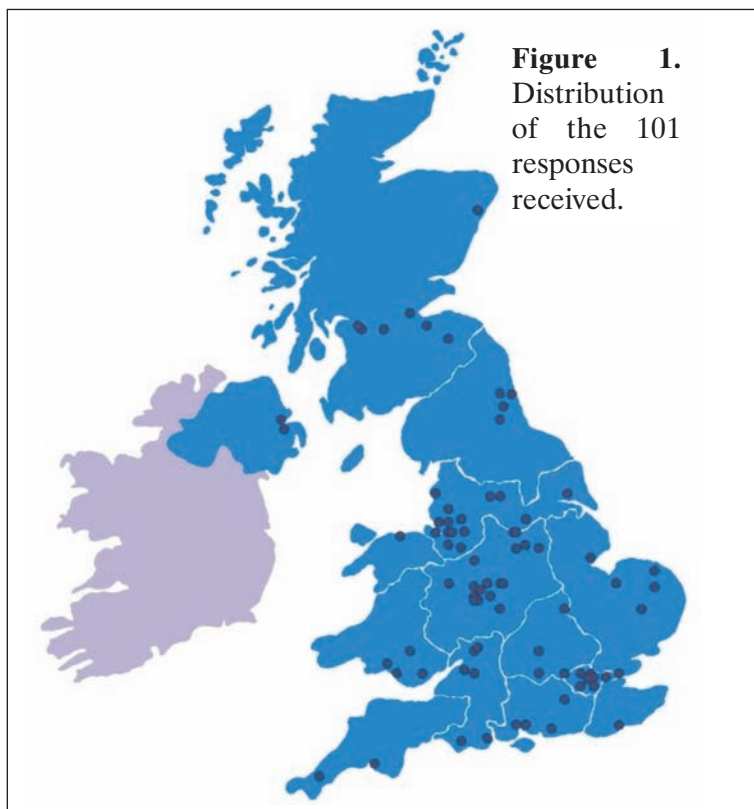 Figure 1.
Distribution
of the 101
responses
received.